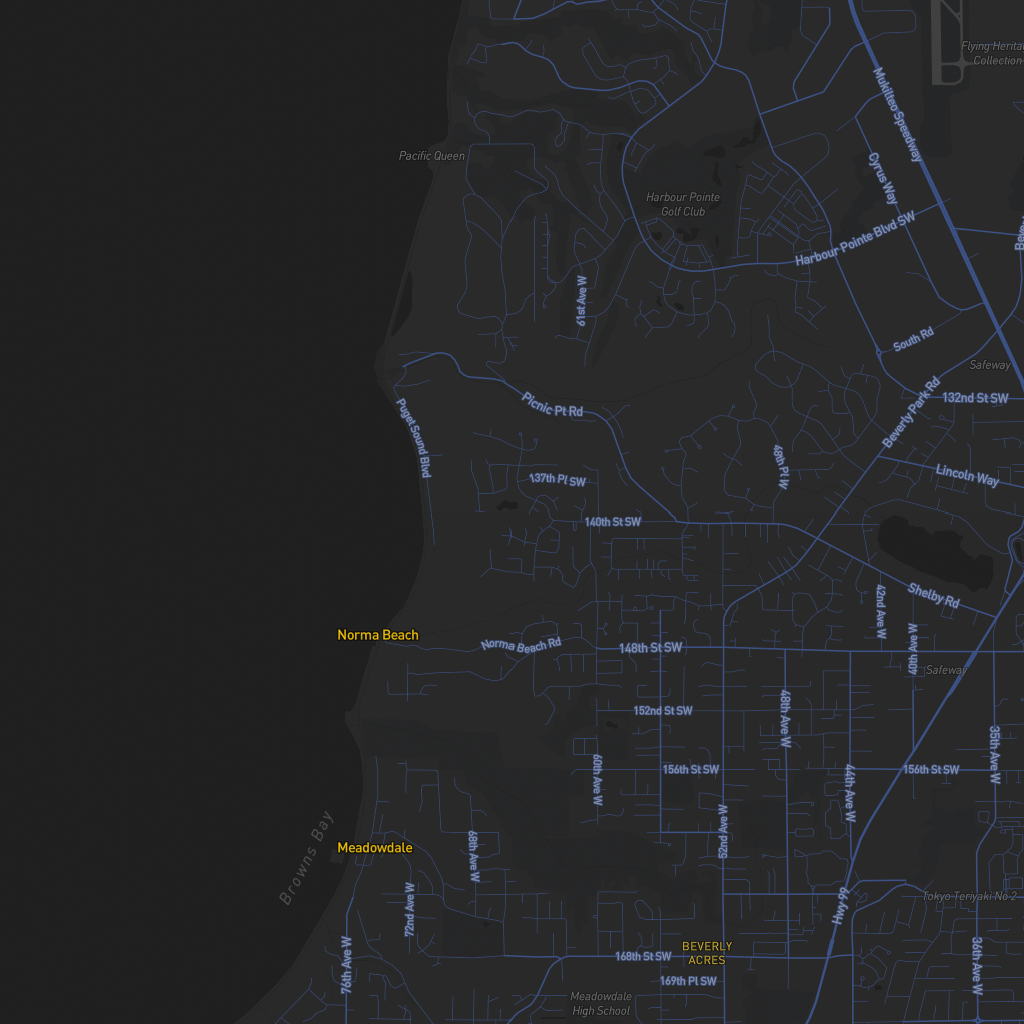 Flying Heritag
Collection
Mukilteo Speedway
Pacific Queen
Cyrus Way
Harbour Pointe
Golf Club
Harbour Pointe Blvd SW
61st Ave W
South Rd
Safeway
Picnic Pt Rd
132nd St SW
Beverly Park Rd
Puget Sound Blvd
48th Pl W
Lincoln Way
137th Pl SW
140th St SW
Shelby Rd
42nd Ave W
40th Ave W
Norma Beach
Norma Beach Rd
148th St SW
Safeway
48th Ave W
152nd St SW
35th Ave W
156th St SW
156th St SW
60th Ave W
44th Ave W
52nd Ave W
Browns Bay
Meadowdale
68th Ave W
72nd Ave W
Hwy 99
Tokyo Teriyaki No 2
76th Ave W
BEVERLY
ACRES
168th St SW
36th Ave W
169th Pl SW
Meadowdale
High School